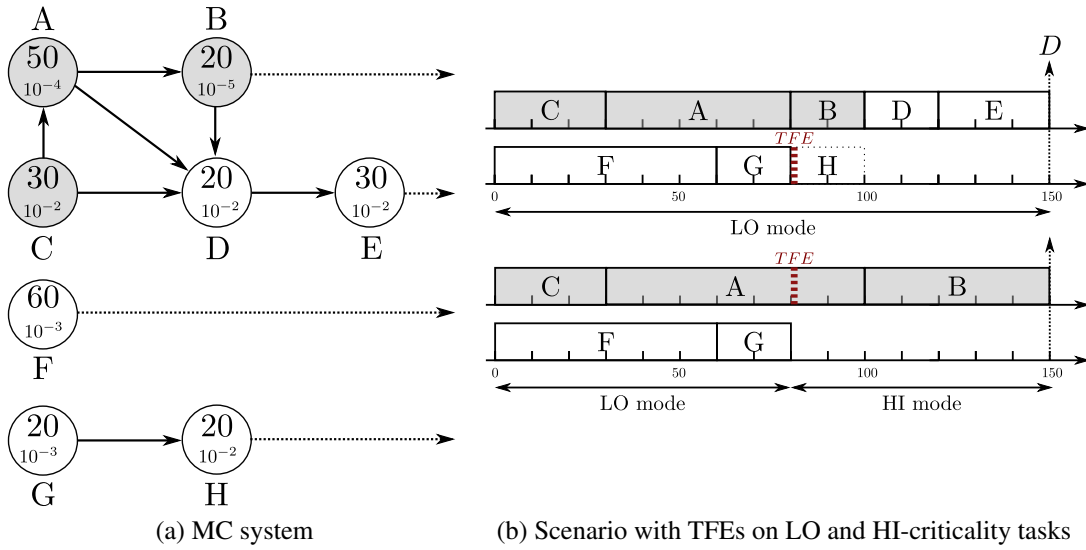 A
B
50
10⁻⁴
20
10⁻⁵
30
10⁻²
20
10⁻²
30
10⁻²
C
D
E
60
10⁻³
F
20
10⁻³
20
10⁻²
G
H
(a) MC system
D
C A B D E
TFE
F G H
0 50 100 150
LO mode
TFE
C A B
F G
0 50 100 150
LO mode HI mode
(b) Scenario with TFEs on LO and HI-criticality tasks